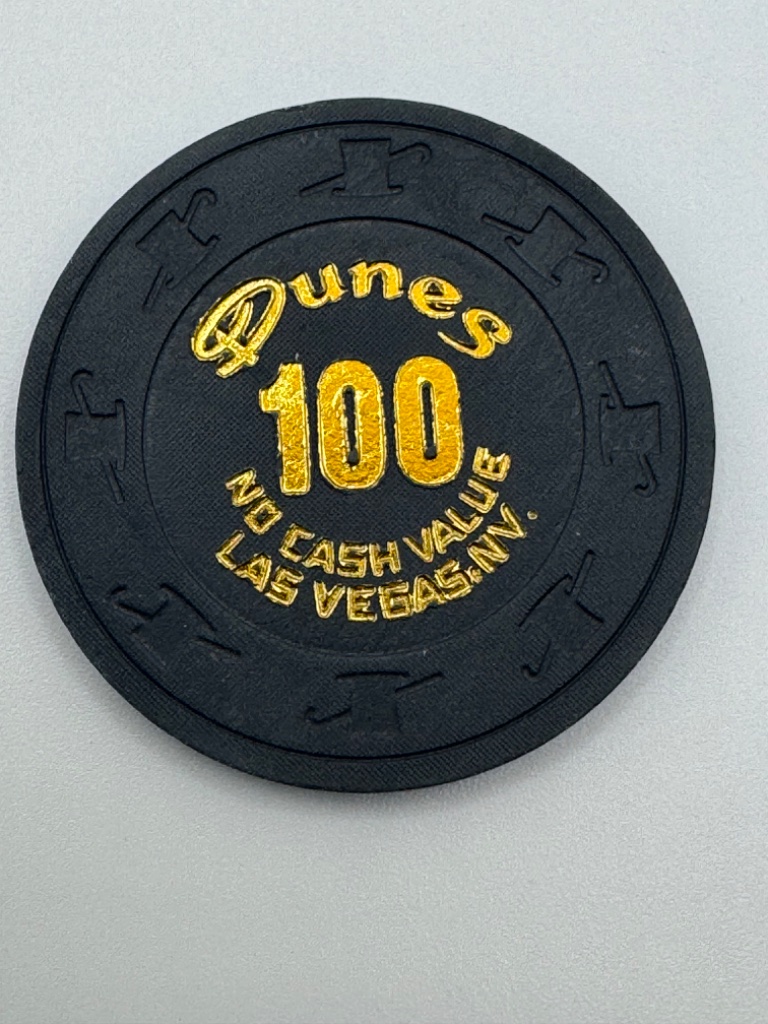 Dunes
100
NO CASH VALUE
LAS VEGAS.NV.